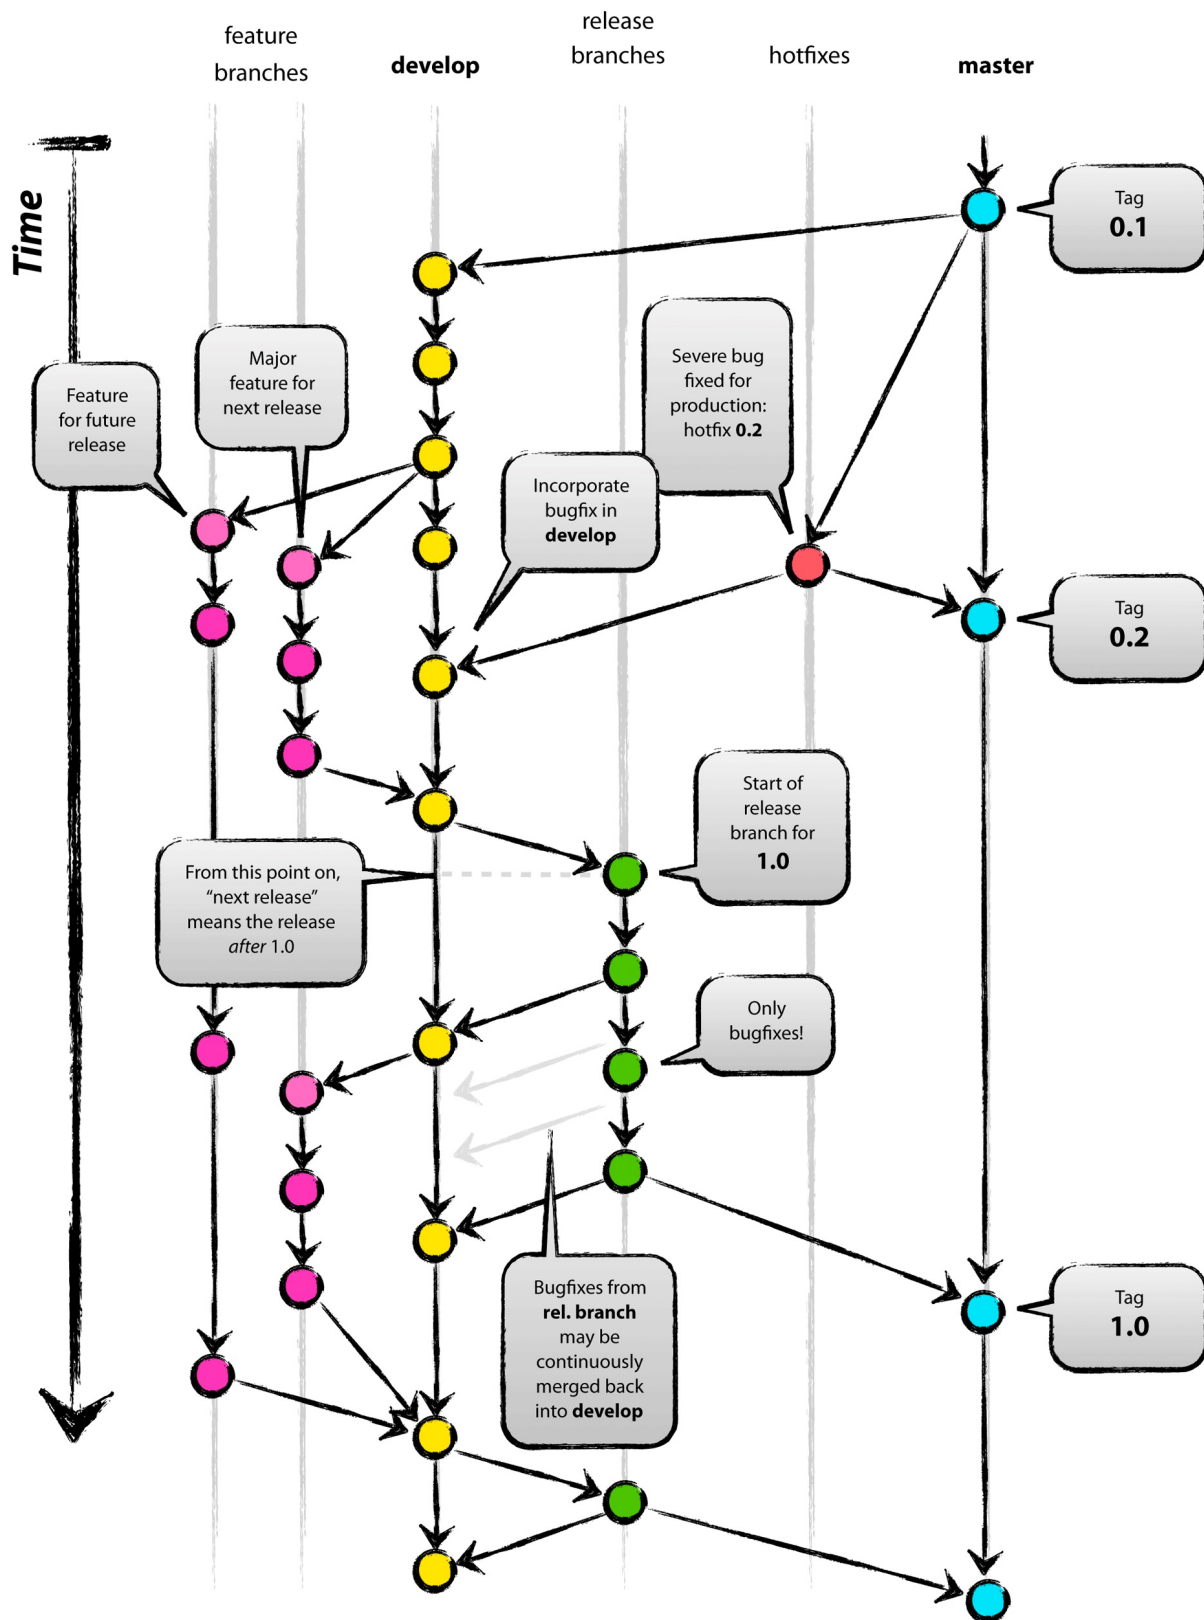 feature
branches
develop
release
branches
hotfixes
master
Time
Tag
0.1
Major
feature for
next release
Feature
for future
release
Severe bug
fixed for
production:
hotfix 0.2
Incorporate
bugfix in
develop
Tag
0.2
Start of
release
branch for
1.0
From this point on,
“next release”
means the release
after 1.0
Only
bugfixes!
Bugfixes from
rel. branch
may be
continuously
merged back
into develop
Tag
1.0